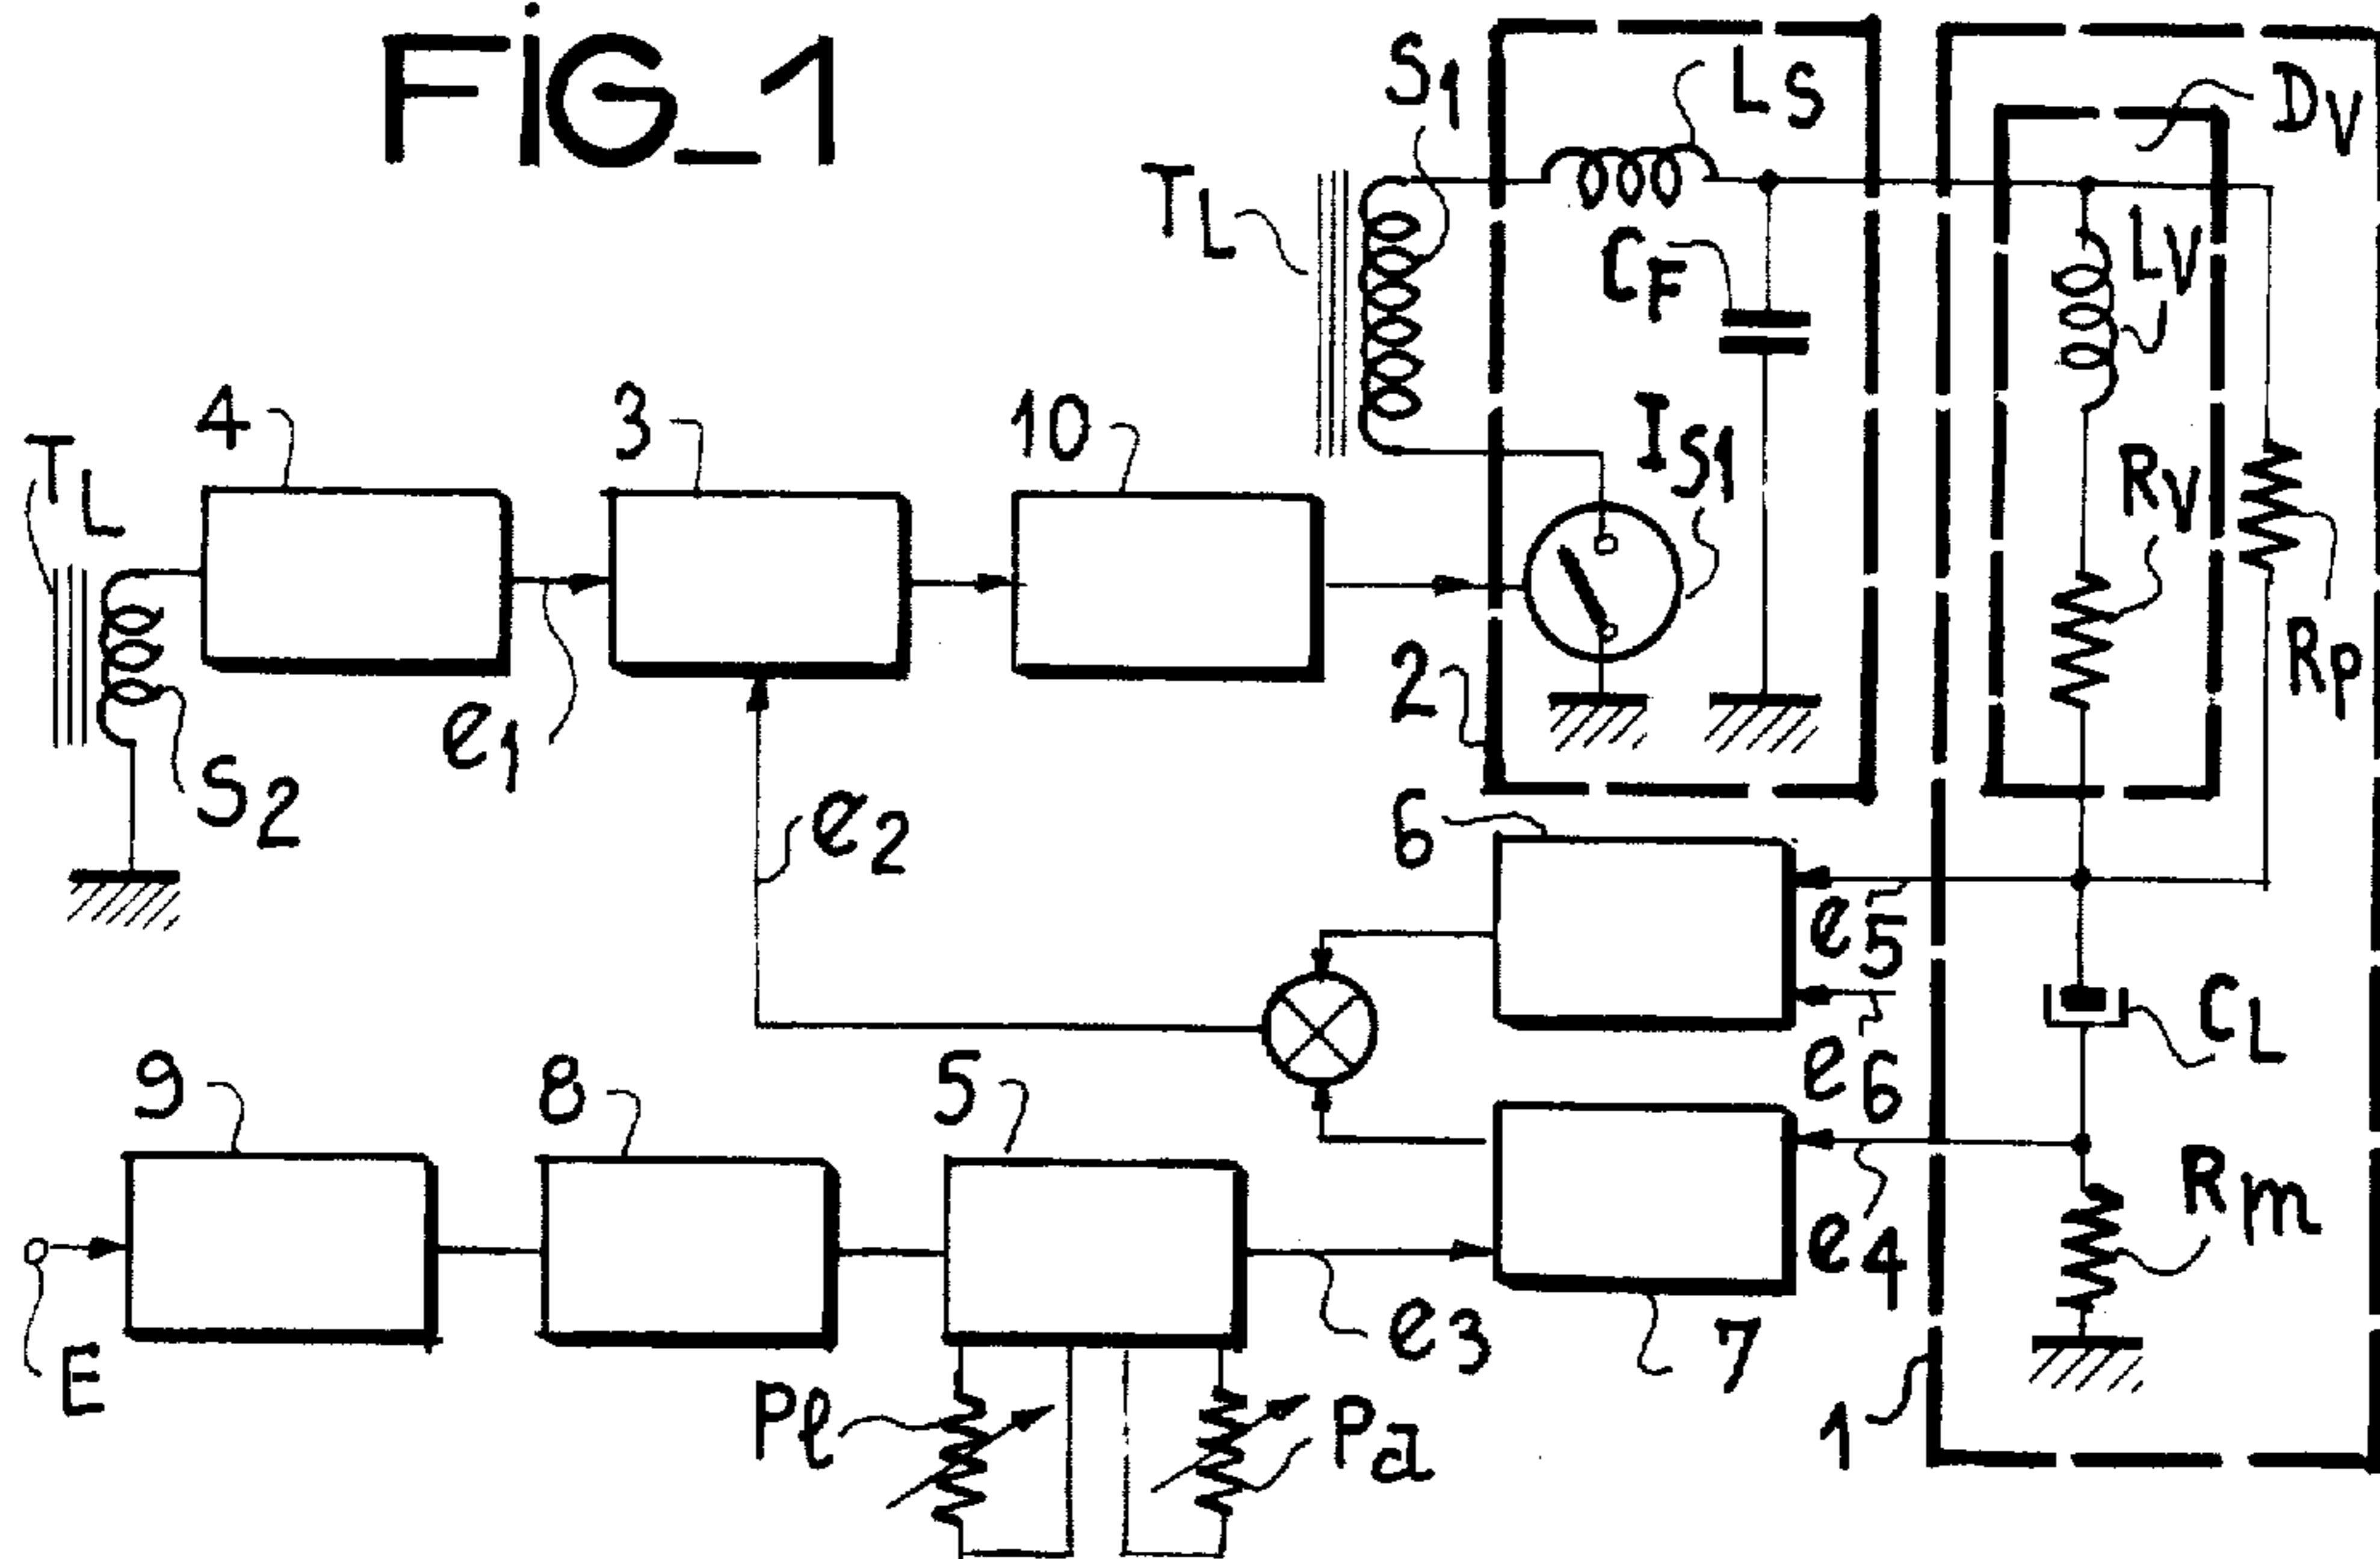 FiG_1
S1
LS
DV
TL
CF
LV
4
3
10
IS1
RV
TL
Rp
2
e1
S2
e2
6
e5
CL
e6
9
8
5
Rm
e4
e3
7
E
Pl
Pa
1